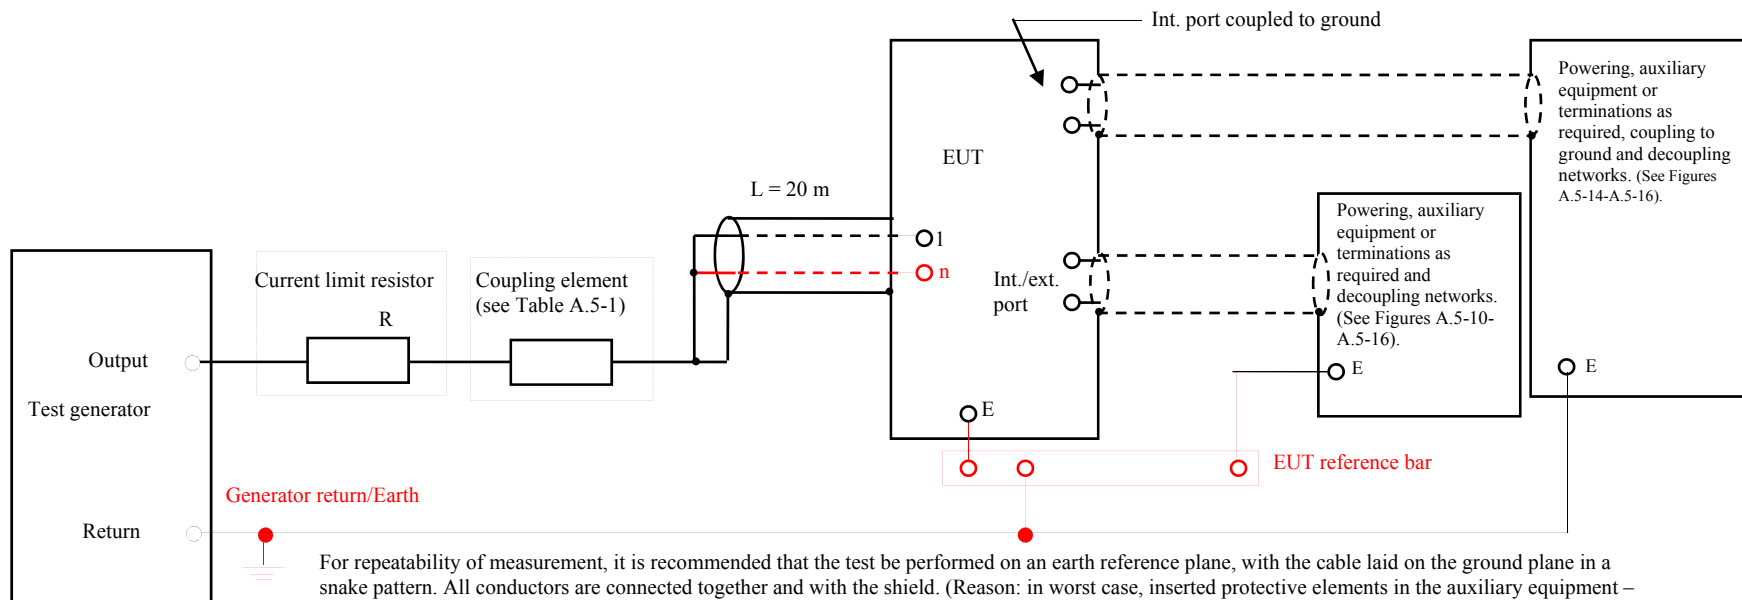 Int. port coupled to ground
Powering, auxiliary
equipment or
terminations as
required, coupling to
ground and decoupling
networks. (See Figures
A.5-14-A.5-16).
EUT
L = 20 m
Powering, auxiliary
equipment or
terminations as
required and
decoupling networks.
(See Figures A.5-10-
A.5-16).
1
n
Int./ext.
port
Current limit resistor
Coupling element
(see Table A.5-1)
R
Output
Test generator
E
E
E
EUT reference bar
Generator return/Earth
Return
For repeatability of measurement, it is recommended that the test be performed on an earth reference plane, with the cable laid on the ground plane in a
snake pattern. All conductors are connected together and with the shield. (Reason: in worst case, inserted protective elements in the auxiliary equipment –